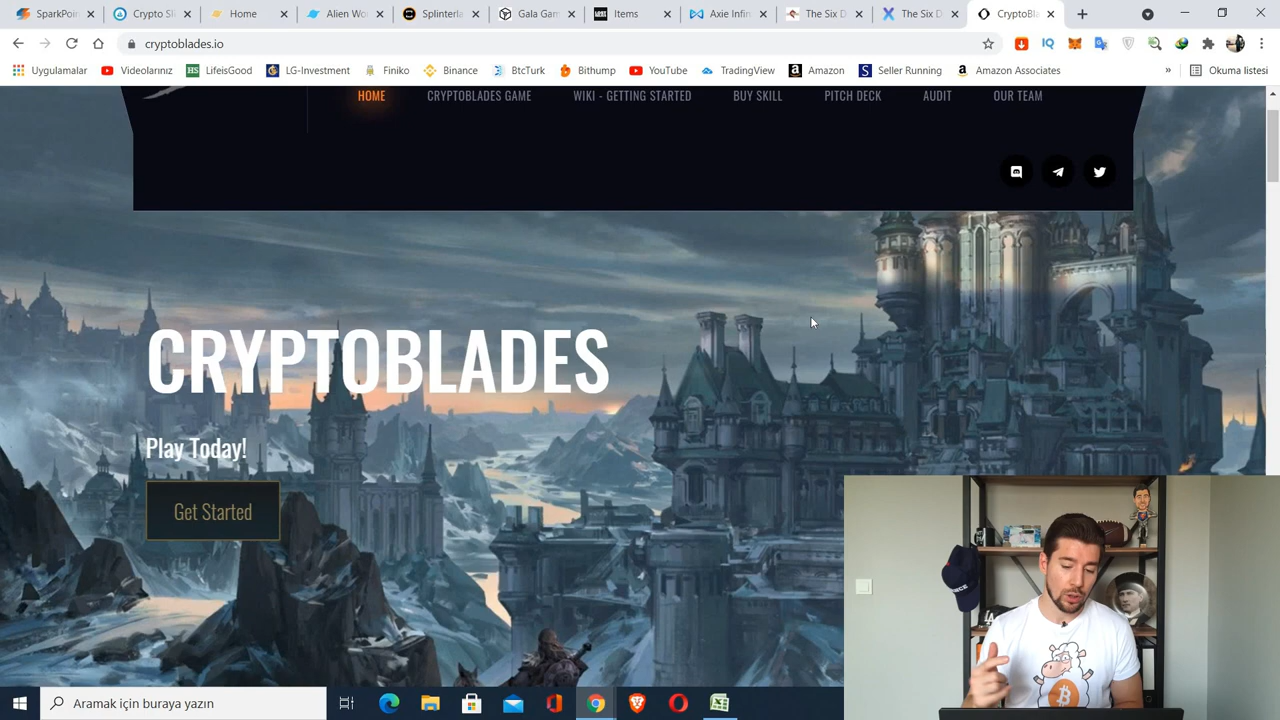 SparkPoin
Crypto Sl
Home
Alien Wo
Splinterla
Gala Gam
Items
Axie Infin
The Six D
The Six D
CryptoBla
cryptoblades.io
Uygulamalar
Videolarınız
HS LifeisGood
LG-Investment
Finiko
Binance
BtcTurk
Bithump
YouTube
TradingView
a Amazon
S Seller Running
a Amazon Associates
»
Okuma listesi
HOME
CRYPTOBLADES GAME
WIKI - GETTING STARTED
BUY SKILL
PITCH DECK
AUDIT
OUR TEAM
CRYPTOBLADES
Play Today!
Get Started
Aramak için buraya yazın